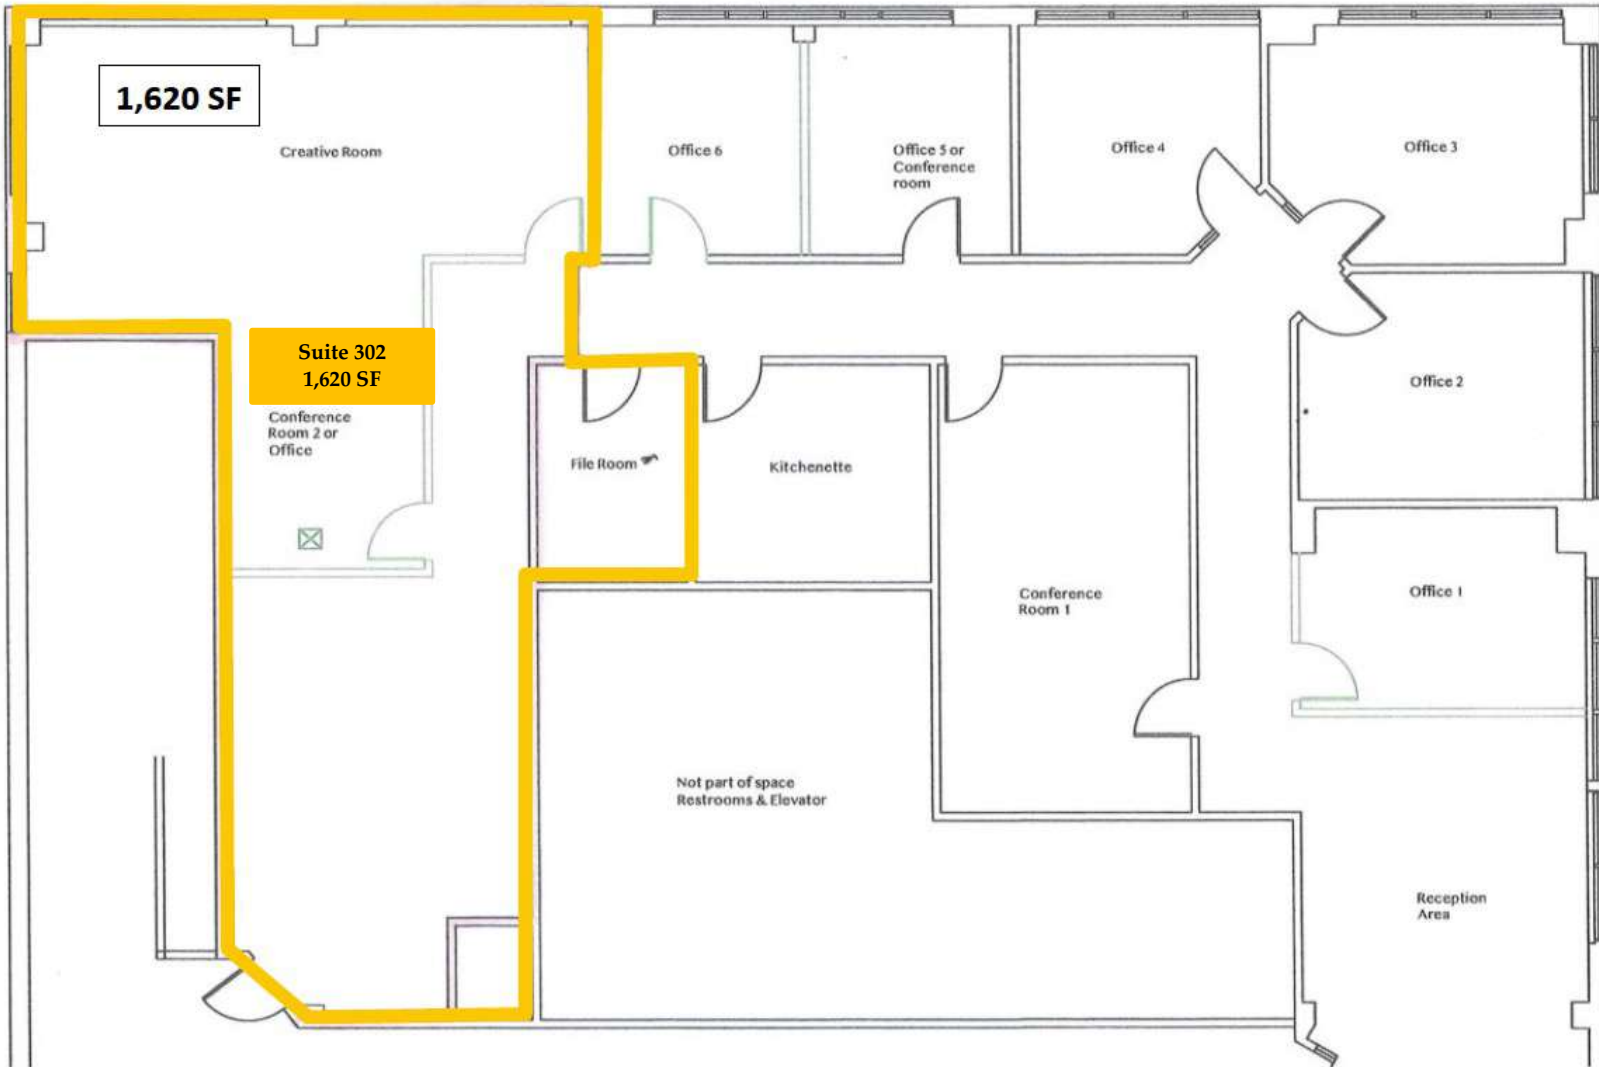 1,620 SF
Creative Room
Office 6
Office 5 or
Conference
room
Office 4
Office 3
Suite 302
1,620 SF
Conference
Room 2 or
Office
File Room
Kitchenette
Office 2
Conference
Room 1
Office 1
Not part of space
Restrooms & Elevator
Reception
Area